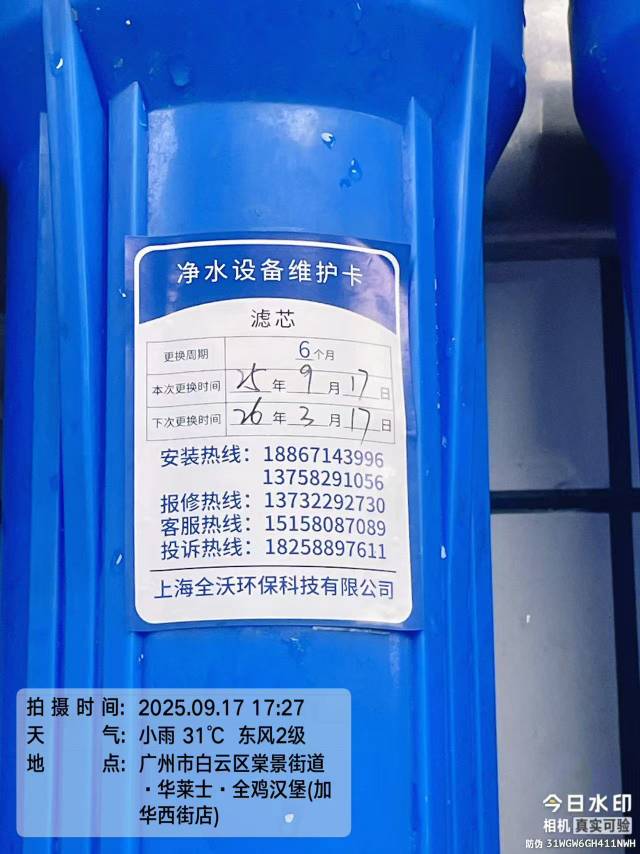 净水设备维护卡
滤芯
更换周期 6个月
本次更换时间 25年9月17日
下次更换时间 26年3月17日
安装热线：18867143996
13758291056
报修热线：13732292730
客服热线：15158087089
投诉热线：18258897611
上海全沃环保科技有限公司
拍摄时间：2025.09.17 17:27
天气：小雨 31℃ 东风2级
地点：广州市白云区棠景街道
·华莱士·全鸡汉堡(加
华西街店)
今日水印
相机 真实可验
防伪 31WGW6GH411NWH